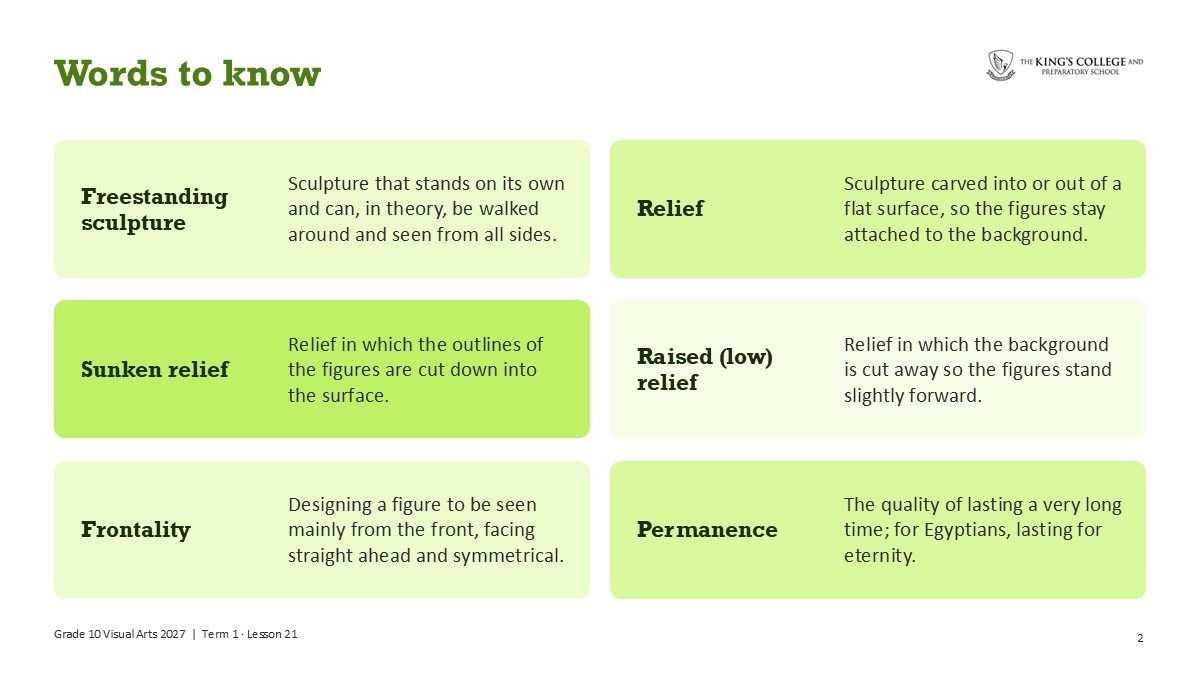 Words to know
THE KING'S COLLEGE AND
PREPARATORY SCHOOL
Freestanding
sculpture
Sculpture that stands on its own
and can, in theory, be walked
around and seen from all sides.
Relief
Sculpture carved into or out of a
flat surface, so the figures stay
attached to the background.
Sunken relief
Relief in which the outlines of
the figures are cut down into
the surface.
Raised (low)
relief
Relief in which the background
is cut away so the figures stand
slightly forward.
Frontality
Designing a figure to be seen
mainly from the front, facing
straight ahead and symmetrical.
Permanence
The quality of lasting a very long
time; for Egyptians, lasting for
eternity.
Grade 10 Visual Arts 2027 | Term 1 · Lesson 21
2